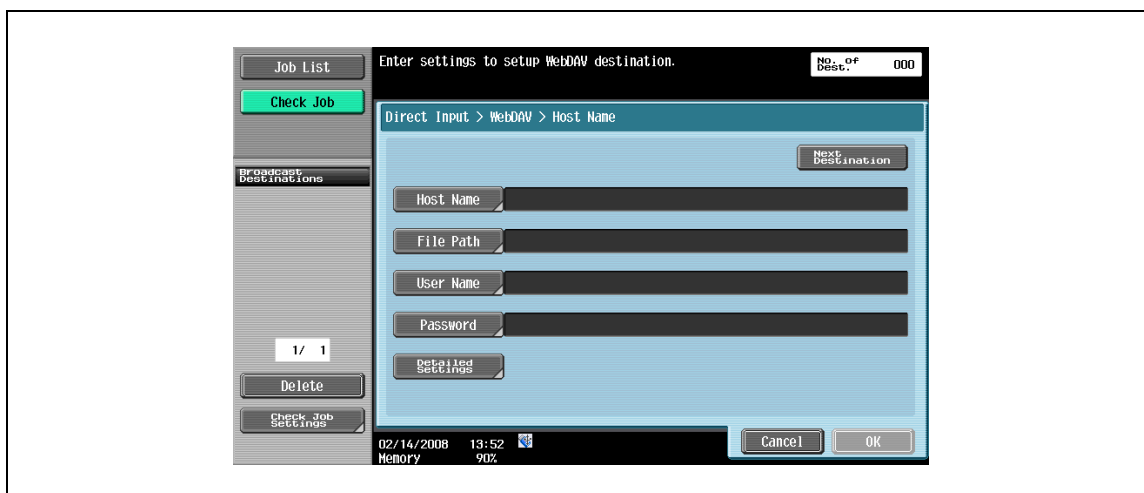 Job List
Check Job
Broadcast
Destinations
1/ 1
Delete
Check Job
Settings
Enter settings to setup WebDAV destination.
No. of
Dest.
000
Direct Input > WebDAV > Host Name
Next
Destination
Host Name
File Path
User Name
Password
Detailed
Settings
02/14/2008 13:52
Memory 90%
Cancel
OK